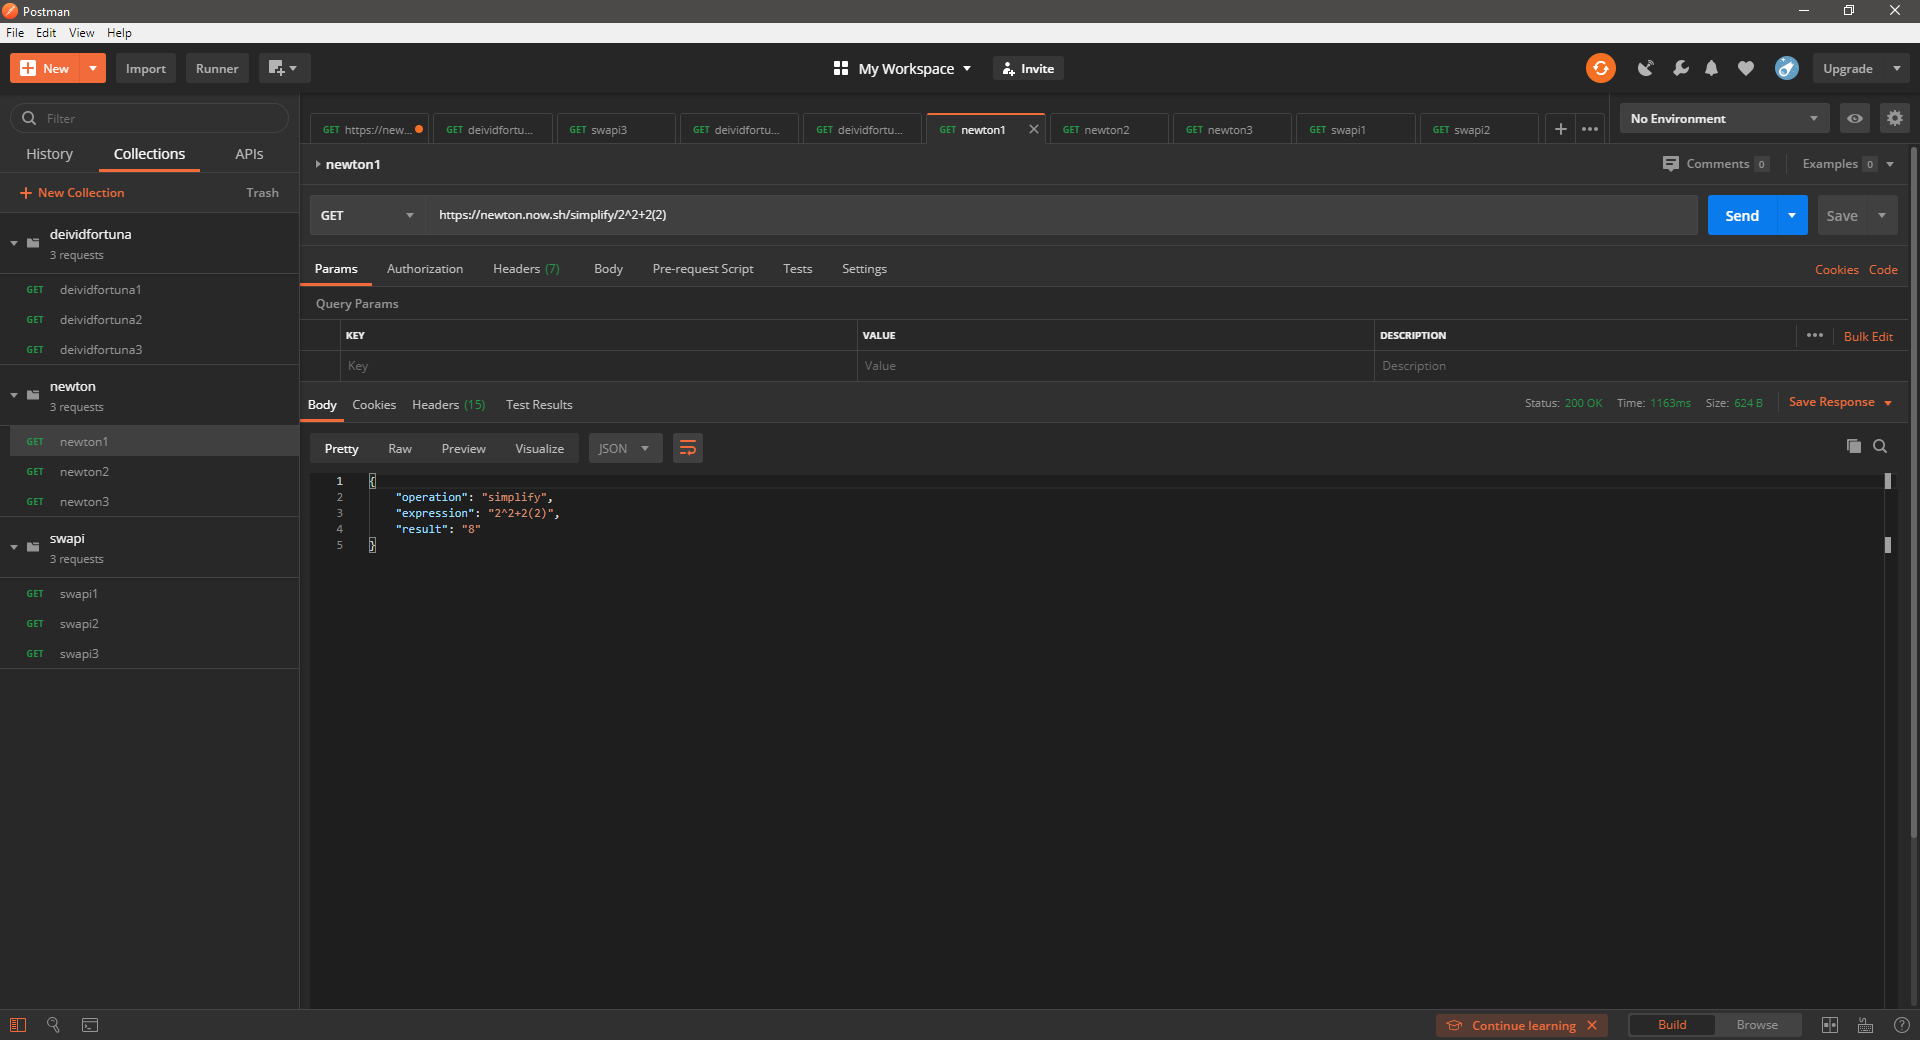 Postman
File Edit View Help
New Import Runner My Workspace Invite Upgrade
Filter
History Collections APIs
New Collection Trash
deividfortuna
3 requests
GET deividfortuna1
GET deividfortuna2
GET deividfortuna3
newton
3 requests
GET newton1
GET newton2
GET newton3
swapi
3 requests
GET swapi1
GET swapi2
GET swapi3
GET https://new... GET deividfortu... GET swapi3 GET deividfortu... GET deividfortu... GET newton1 GET newton2 GET newton3 GET swapi1 GET swapi2
No Environment
newton1 Comments 0 Examples 0
GET https://newton.now.sh/simplify/2^2+2(2) Send Save
Params Authorization Headers (7) Body Pre-request Script Tests Settings Cookies Code
Query Params
KEY VALUE DESCRIPTION Bulk Edit
Key Value Description
Body Cookies Headers (15) Test Results Status: 200 OK Time: 1163ms Size: 624 B Save Response
Pretty Raw Preview Visualize JSON
1 {
2 "operation": "simplify",
3 "expression": "2^2+2(2)",
4 "result": "8"
5 }
Continue learning Build Browse